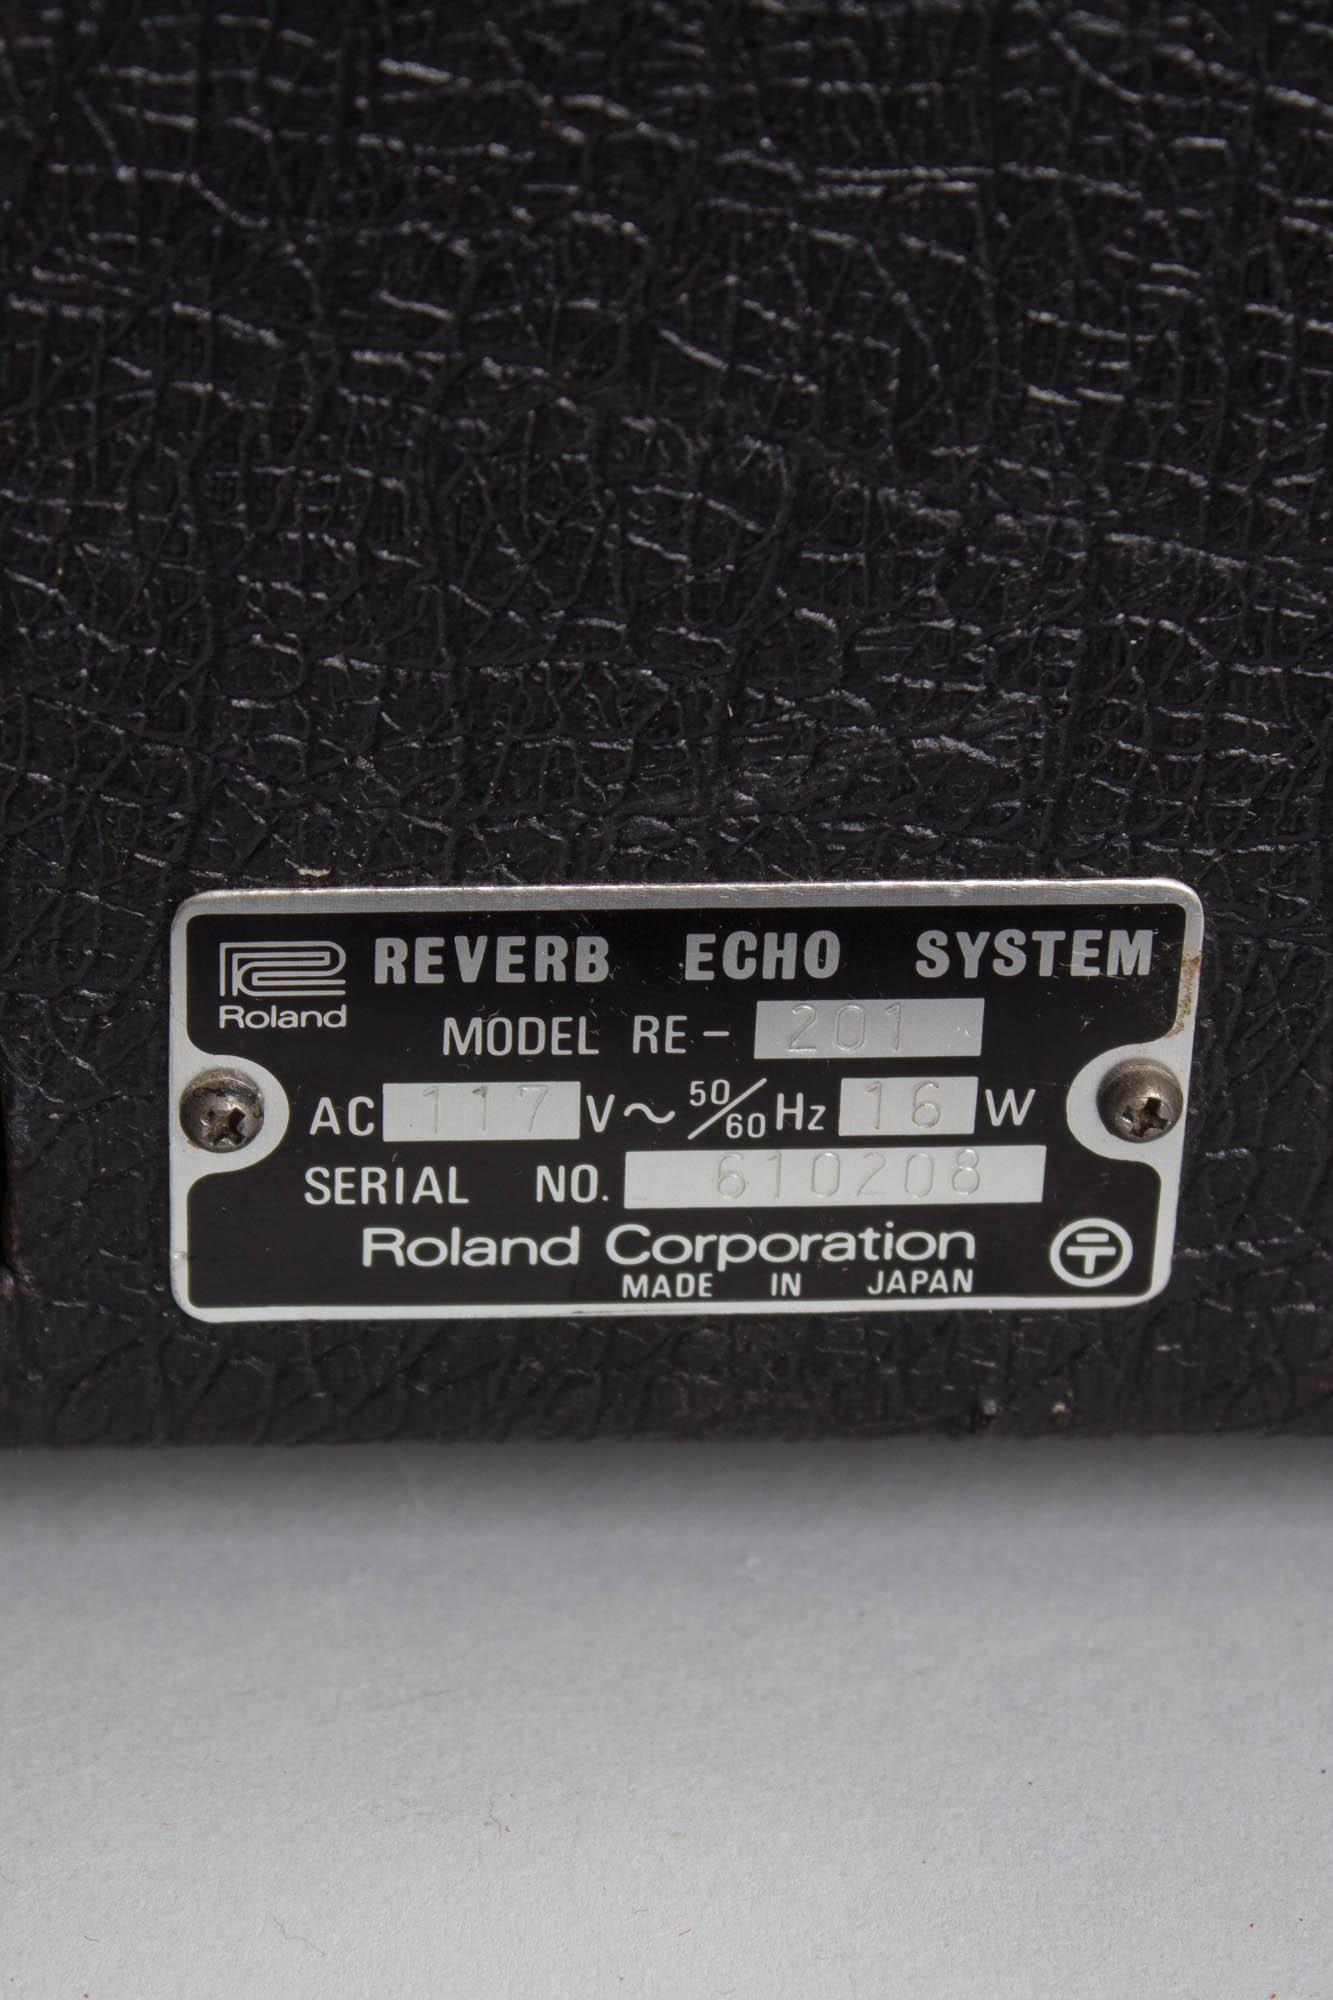 Roland REVERB ECHO SYSTEM
MODEL RE- 201
AC 117 V~ 50/60 Hz 16 W
SERIAL NO. 610208
Roland Corporation
MADE IN JAPAN